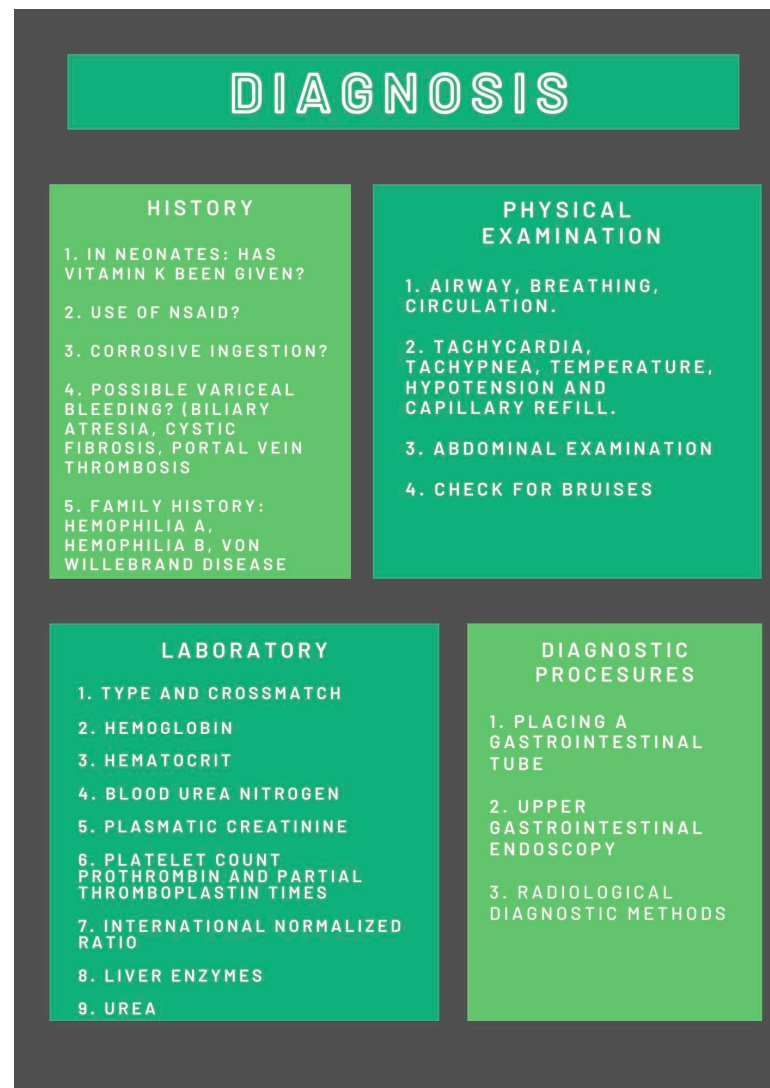 DIAGNOSIS
HISTORY
1. IN NEONATES: HAS
VITAMIN K BEEN GIVEN?
2. USE OF NSAID?
3. CORROSIVE INGESTION?
4. POSSIBLE VARICEAL
BLEEDING? (BILIARY
ATRESIA, CYSTIC
FIBROSIS, PORTAL VEIN
THROMBOSIS
5. FAMILY HISTORY:
HEMOPHILIA A,
HEMOPHILIA B, VON
WILLEBRAND DISEASE
PHYSICAL
EXAMINATION
1. AIRWAY, BREATHING,
CIRCULATION.
2. TACHYCARDIA,
TACHYPNEA, TEMPERATURE,
HYPOTENSION AND
CAPILLARY REFILL.
3. ABDOMINAL EXAMINATION
4. CHECK FOR BRUISES
LABORATORY
1. TYPE AND CROSSMATCH
2. HEMOGLOBIN
3. HEMATOCRIT
4. BLOOD UREA NITROGEN
5. PLASMATIC CREATININE
6. PLATELET COUNT
PROTHROMBIN AND PARTIAL
THROMBOPLASTIN TIMES
7. INTERNATIONAL NORMALIZED
RATIO
8. LIVER ENZYMES
9. UREA
DIAGNOSTIC
PROCESURES
1. PLACING A
GASTROINTESTINAL
TUBE
2. UPPER
GASTROINTESTINAL
ENDOSCOPY
3. RADIOLOGICAL
DIAGNOSTIC METHODS